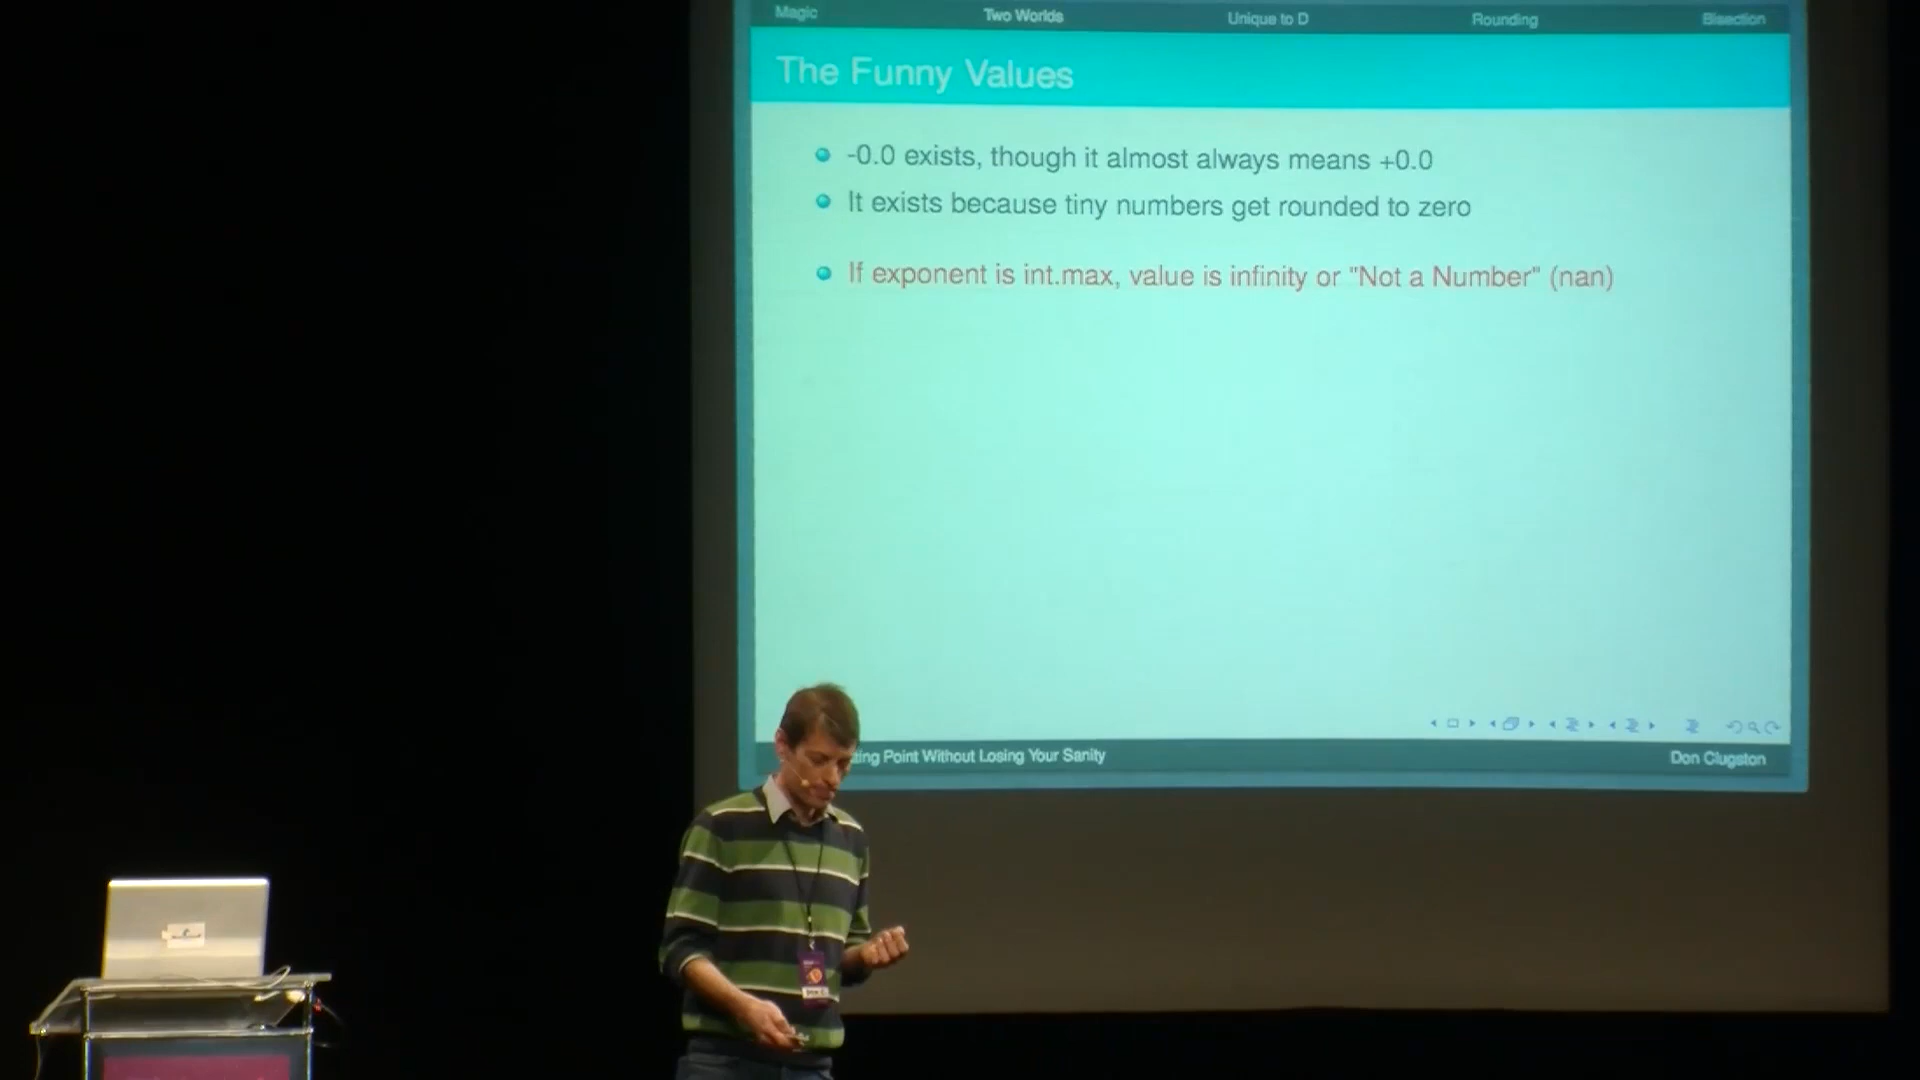 Magic Two Worlds Unique to D Rounding Bisection
The Funny Values
-0.0 exists, though it almost always means +0.0
It exists because tiny numbers get rounded to zero
If exponent is int.max, value is infinity or "Not a Number" (nan)
ting Point Without Losing Your Sanity Don Clugston